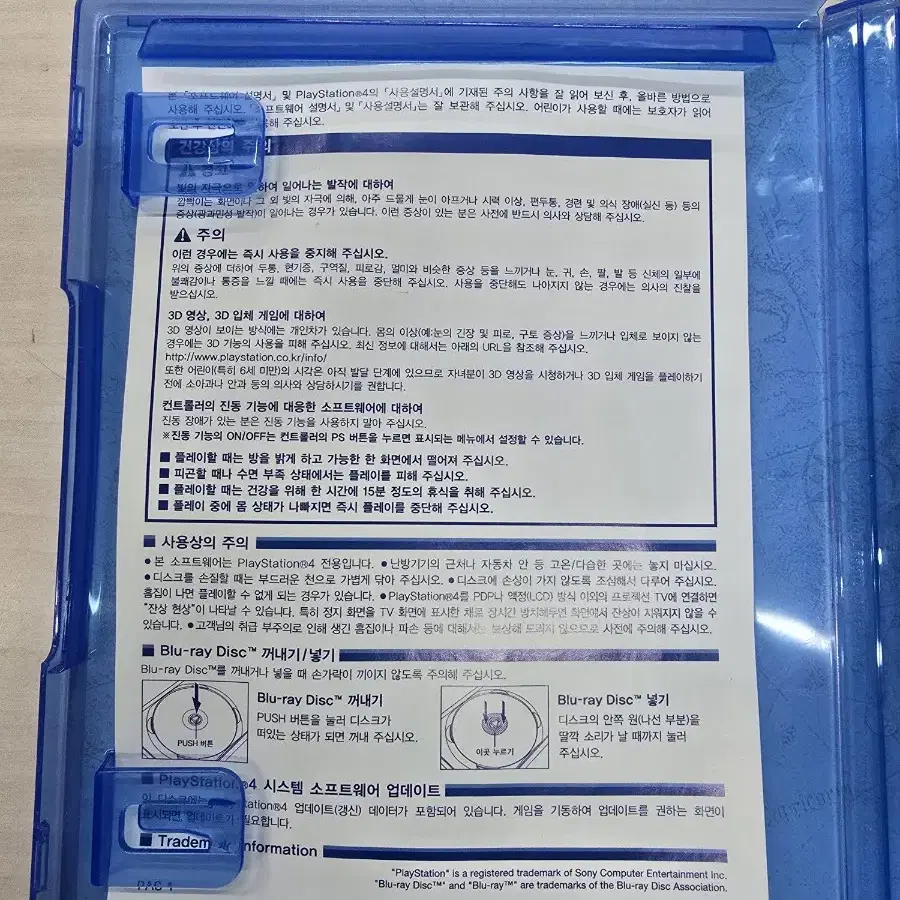 본 「소프트웨어 설명서」 및 PlayStation®4의 「사용설명서」에 기재된 주의 사항을 잘 읽어 보신 후, 올바른 방법으로
사용해 주십시오. 「소프트웨어 설명서」 및 「사용설명서」는 잘 보관해 주십시오. 어린이가 사용할 때에는 보호자가 읽어
주십시오.
건강상의 주의
경고
빛의 자극으로 인하여 일어나는 발작에 대하여
깜빡이는 화면이나 그 외 빛의 자극에 의해, 아주 드물게 눈이 아프거나 시력 이상, 편두통, 경련 및 의식 장애(실신 등) 등의
증상(광과민성 발작)이 일어나는 경우가 있습니다. 이런 증상이 있는 분은 사전에 반드시 의사와 상담해 주십시오.
⚠ 주의
이런 경우에는 즉시 사용을 중지해 주십시오.
위의 증상에 더하여 두통, 현기증, 구역질, 피로감, 멀미와 비슷한 증상 등을 느끼거나 눈, 귀, 손, 팔, 발 등 신체의 일부에
불쾌감이나 통증을 느낄 때에는 즉시 사용을 중단해 주십시오. 사용을 중단해도 나아지지 않는 경우에는 의사의 진찰을
받으십시오.
3D 영상, 3D 입체 게임에 대하여
3D 영상이 보이는 방식에는 개인차가 있습니다. 몸의 이상(예:눈의 긴장 및 피로, 구토 증상)을 느끼거나 입체로 보이지 않는
경우에는 3D 기능의 사용을 피해 주십시오. 최신 정보에 대해서는 아래의 URL을 참조해 주십시오.
http://www.playstation.co.kr/info/
또한 어린이(특히 6세 미만)의 시각은 아직 발달 단계에 있으므로 자녀분이 3D 영상을 시청하거나 3D 입체 게임을 플레이하기
전에 소아과나 안과 등의 의사와 상담하시기를 권합니다.
컨트롤러의 진동 기능에 대응한 소프트웨어에 대하여
진동 장애가 있는 분은 진동 기능을 사용하지 말아 주십시오.
※진동 기능의 ON/OFF는 컨트롤러의 PS 버튼을 누르면 표시되는 메뉴에서 설정할 수 있습니다.
■ 플레이할 때는 방을 밝게 하고 가능한 한 화면에서 떨어져 주십시오.
■ 피곤할 때나 수면 부족 상태에서는 플레이를 피해 주십시오.
■ 플레이할 때는 건강을 위해 한 시간에 15분 정도의 휴식을 취해 주십시오.
■ 플레이 중에 몸 상태가 나빠지면 즉시 플레이를 중단해 주십시오.
■ 사용상의 주의
● 본 소프트웨어는 PlayStation®4 전용입니다. ● 난방기기의 근처나 자동차 안 등 고온/다습한 곳에는 놓지 마십시오.
● 디스크를 손질할 때는 부드러운 천으로 가볍게 닦아 주십시오. ● 디스크에 손상이 가지 않도록 조심해서 다루어 주십시오.
흠집이 나면 플레이할 수 없게 되는 경우가 있습니다. ● PlayStation®4를 PDP나 액정(LCD) 방식 이외의 프로젝션 TV에 연결하면
"잔상 현상"이 나타날 수 있습니다. 특히 정지 화면을 TV 화면에 표시한 채로 장시간 방치해두면 화면에서 잔상이 지워지지 않을 수
있습니다. ● 고객님의 취급 부주의로 인해 생긴 흠집이나 파손 등에 대해서는 보상해 드리지 않으므로 사전에 주의해 주십시오.
■ Blu-ray Disc™ 꺼내기/넣기
Blu-ray Disc™를 꺼내거나 넣을 때 손가락이 끼이지 않도록 주의해 주십시오.
PUSH 버튼
Blu-ray Disc™ 꺼내기
PUSH 버튼을 눌러 디스크가
떠있는 상태가 되면 꺼내 주십시오.
이곳 누르기
Blu-ray Disc™ 넣기
디스크의 안쪽 원(나선 부분)을
딸깍 소리가 날 때까지 눌러
주십시오.
■ PlayStation®4 시스템 소프트웨어 업데이트
이 디스크에는 PlayStation®4 업데이트(갱신) 데이터가 포함되어 있습니다. 게임을 기동하여 업데이트를 권하는 화면이
표시되면, 업데이트가 필요합니다.
■ Trademark Information
"PlayStation" is a registered trademark of Sony Computer Entertainment Inc.
"Blu-ray Disc™" and "Blu-ray™" are trademarks of the Blu-ray Disc Association.